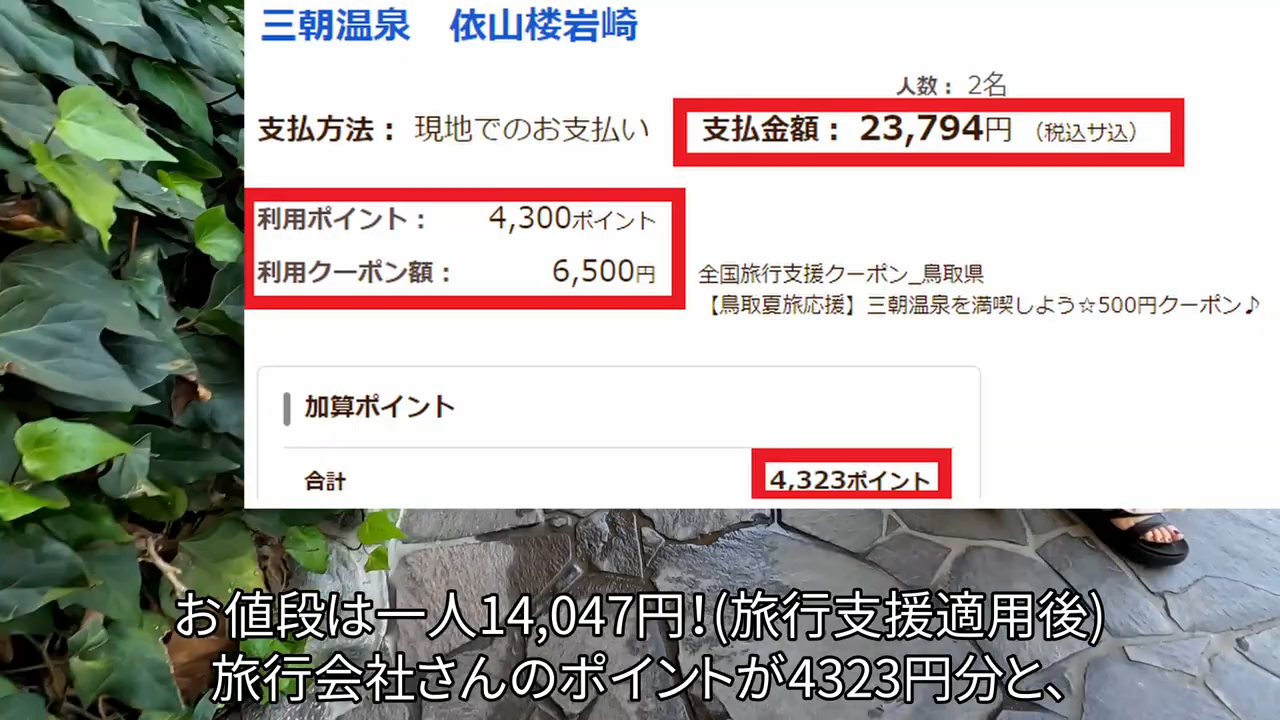 三朝温泉　依山楼岩崎
人数： 2名
支払方法： 現地でのお支払い 支払金額： 23,794円 （税込サ込）
利用ポイント： 4,300ポイント
利用クーポン額： 6,500円 全国旅行支援クーポン_鳥取県
【鳥取夏旅応援】三朝温泉を満喫しよう☆500円クーポン♪
加算ポイント
合計 4,323ポイント
お値段は一人14,047円！(旅行支援適用後)
旅行会社さんのポイントが4323円分と、